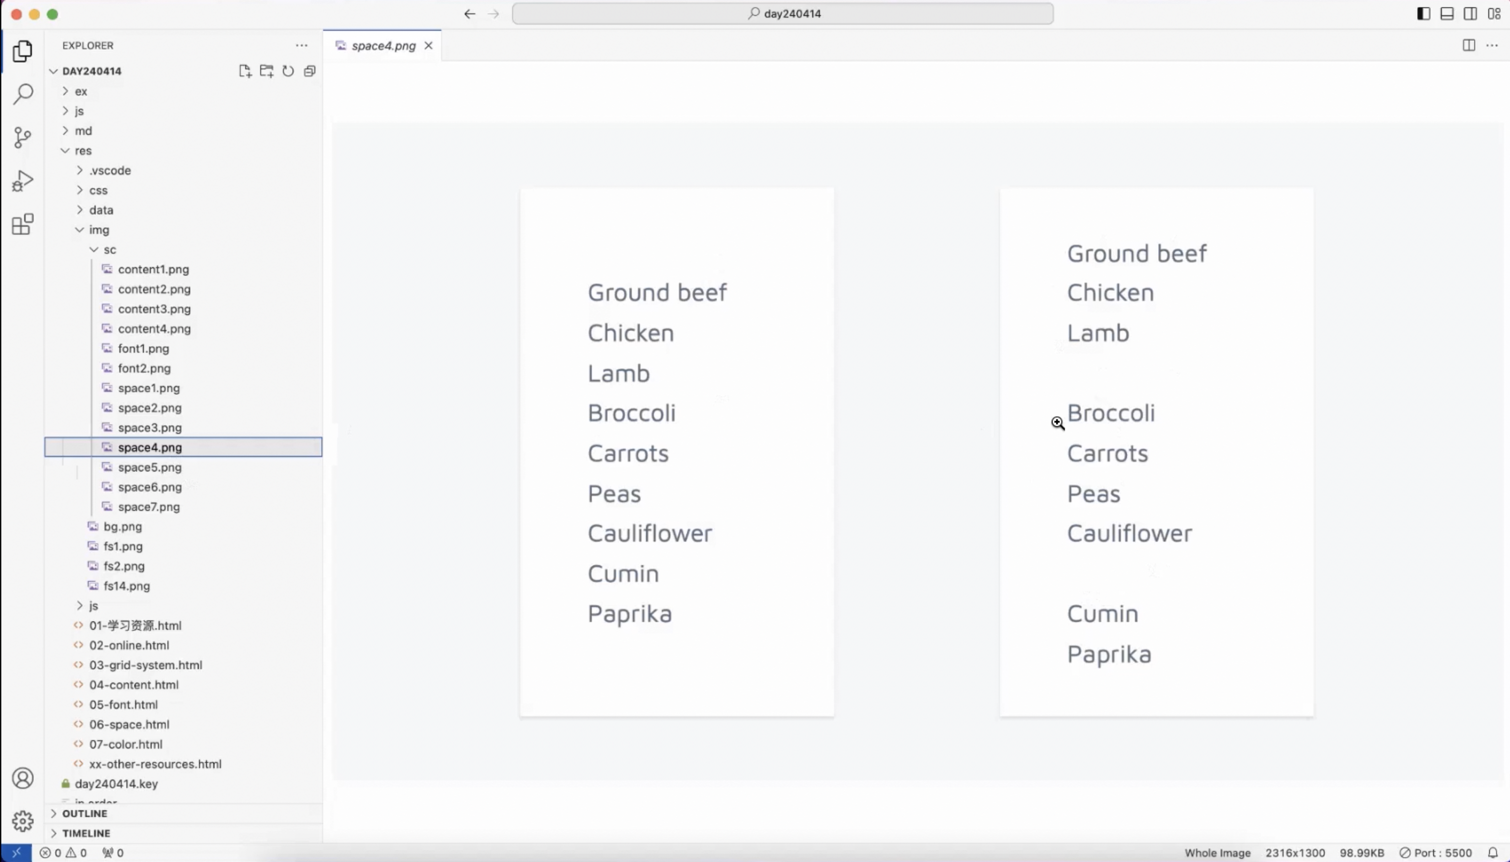 day240414
EXPLORER
space4.png
DAY240414
ex
js
md
res
.vscode
css
data
img
sc
content1.png
content2.png
content3.png
content4.png
font1.png
font2.png
space1.png
space2.png
space3.png
space4.png
space5.png
space6.png
space7.png
bg.png
fs1.png
fs2.png
fs14.png
js
01-学习资源.html
02-online.html
03-grid-system.html
04-content.html
05-font.html
06-space.html
07-color.html
xx-other-resources.html
day240414.key
OUTLINE
TIMELINE
Ground beef
Chicken
Lamb
Broccoli
Carrots
Peas
Cauliflower
Cumin
Paprika
Ground beef
Chicken
Lamb
Broccoli
Carrots
Peas
Cauliflower
Cumin
Paprika
0 0 0
Whole Image 2316x1300 98.99KB Port : 5500